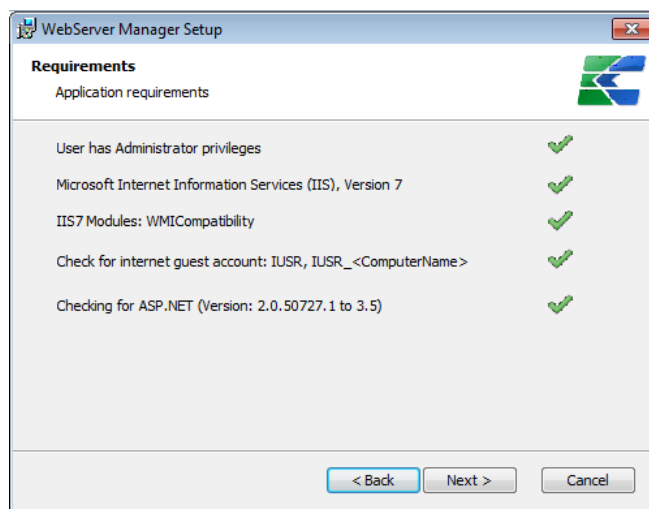 WebServer Manager Setup
Requirements
Application requirements
User has Administrator privileges
Microsoft Internet Information Services (IIS), Version 7
IIS7 Modules: WMICompatibility
Check for internet guest account: IUSR, IUSR_<ComputerName>
Checking for ASP.NET (Version: 2.0.50727.1 to 3.5)
< Back Next > Cancel